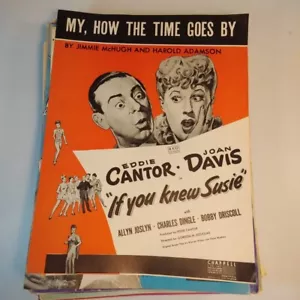 MY, HOW THE TIME GOES BY
BY JIMMIE McHUGH AND HAROLD ADAMSON
EDDIE JOAN
CANTOR · DAVIS
"If you knew Susie"
with
ALLYN JOSLYN · CHARLES DINGLE · BOBBY DRISCOLL